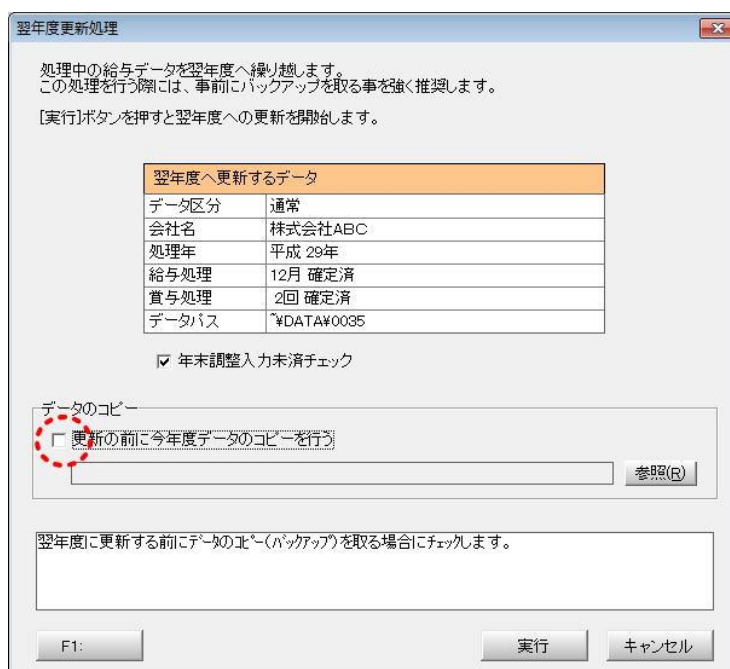 翌年度更新処理
処理中の給与データを翌年度へ繰り越します。
この処理を行う際には、事前にバックアップを取る事を強く推奨します。
[実行]ボタンを押すと翌年度への更新を開始します。
翌年度へ更新するデータ
データ区分 通常
会社名 株式会社ABC
処理年 平成 29年
給与処理 12月 確定済
賞与処理 2回 確定済
データパス ~¥DATA¥0035
年末調整入力未済チェック
データのコピー
更新の前に今年度データのコピーを行う
参照(R)
翌年度に更新する前にデータのコピー(バックアップ)を取る場合にチェックします。
F1: 実行 キャンセル